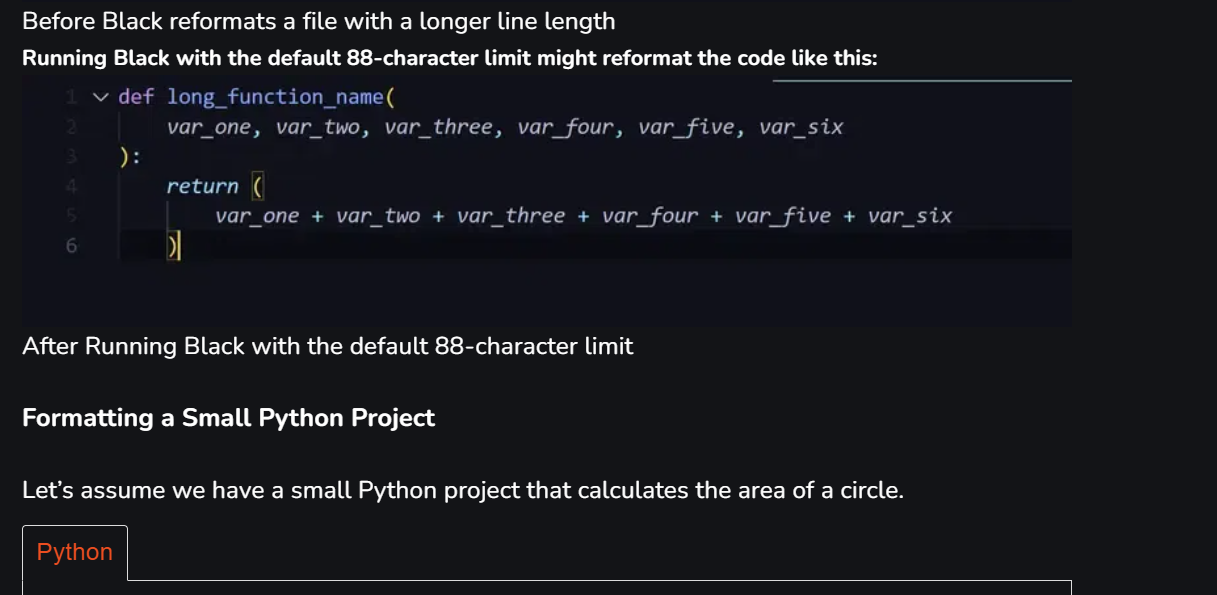 Before Black reformats a file with a longer line length
Running Black with the default 88-character limit might reformat the code like this:
1 def long_function_name(
2 var_one, var_two, var_three, var_four, var_five, var_six
3 ):
4 return (
5 var_one + var_two + var_three + var_four + var_five + var_six
6 )
After Running Black with the default 88-character limit
Formatting a Small Python Project
Let’s assume we have a small Python project that calculates the area of a circle.
Python